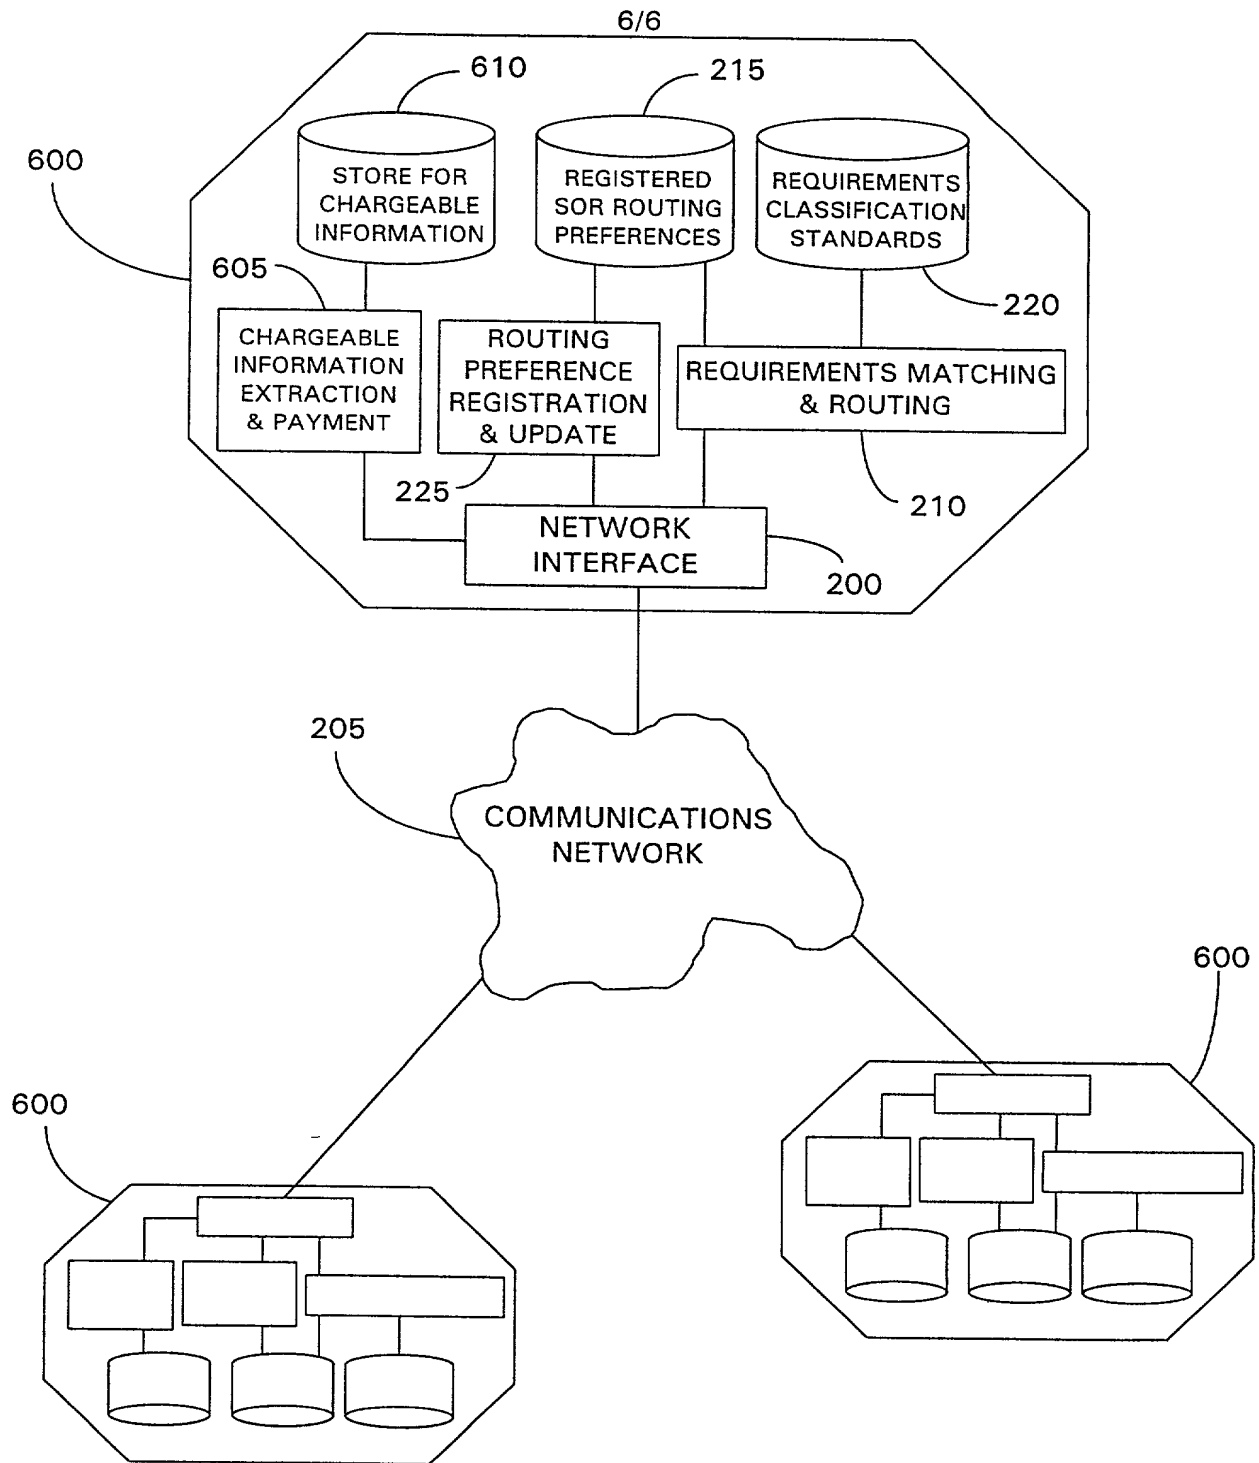 6/6
610
215
600
STORE FOR
CHARGEABLE
INFORMATION
REGISTERED
SOR ROUTING
PREFERENCES
REQUIREMENTS
CLASSIFICATION
STANDARDS
605
220
CHARGEABLE
INFORMATION
EXTRACTION
& PAYMENT
ROUTING
PREFERENCE
REGISTRATION
& UPDATE
REQUIREMENTS MATCHING
& ROUTING
225
210
NETWORK
INTERFACE
200
205
COMMUNICATIONS
NETWORK
600
600